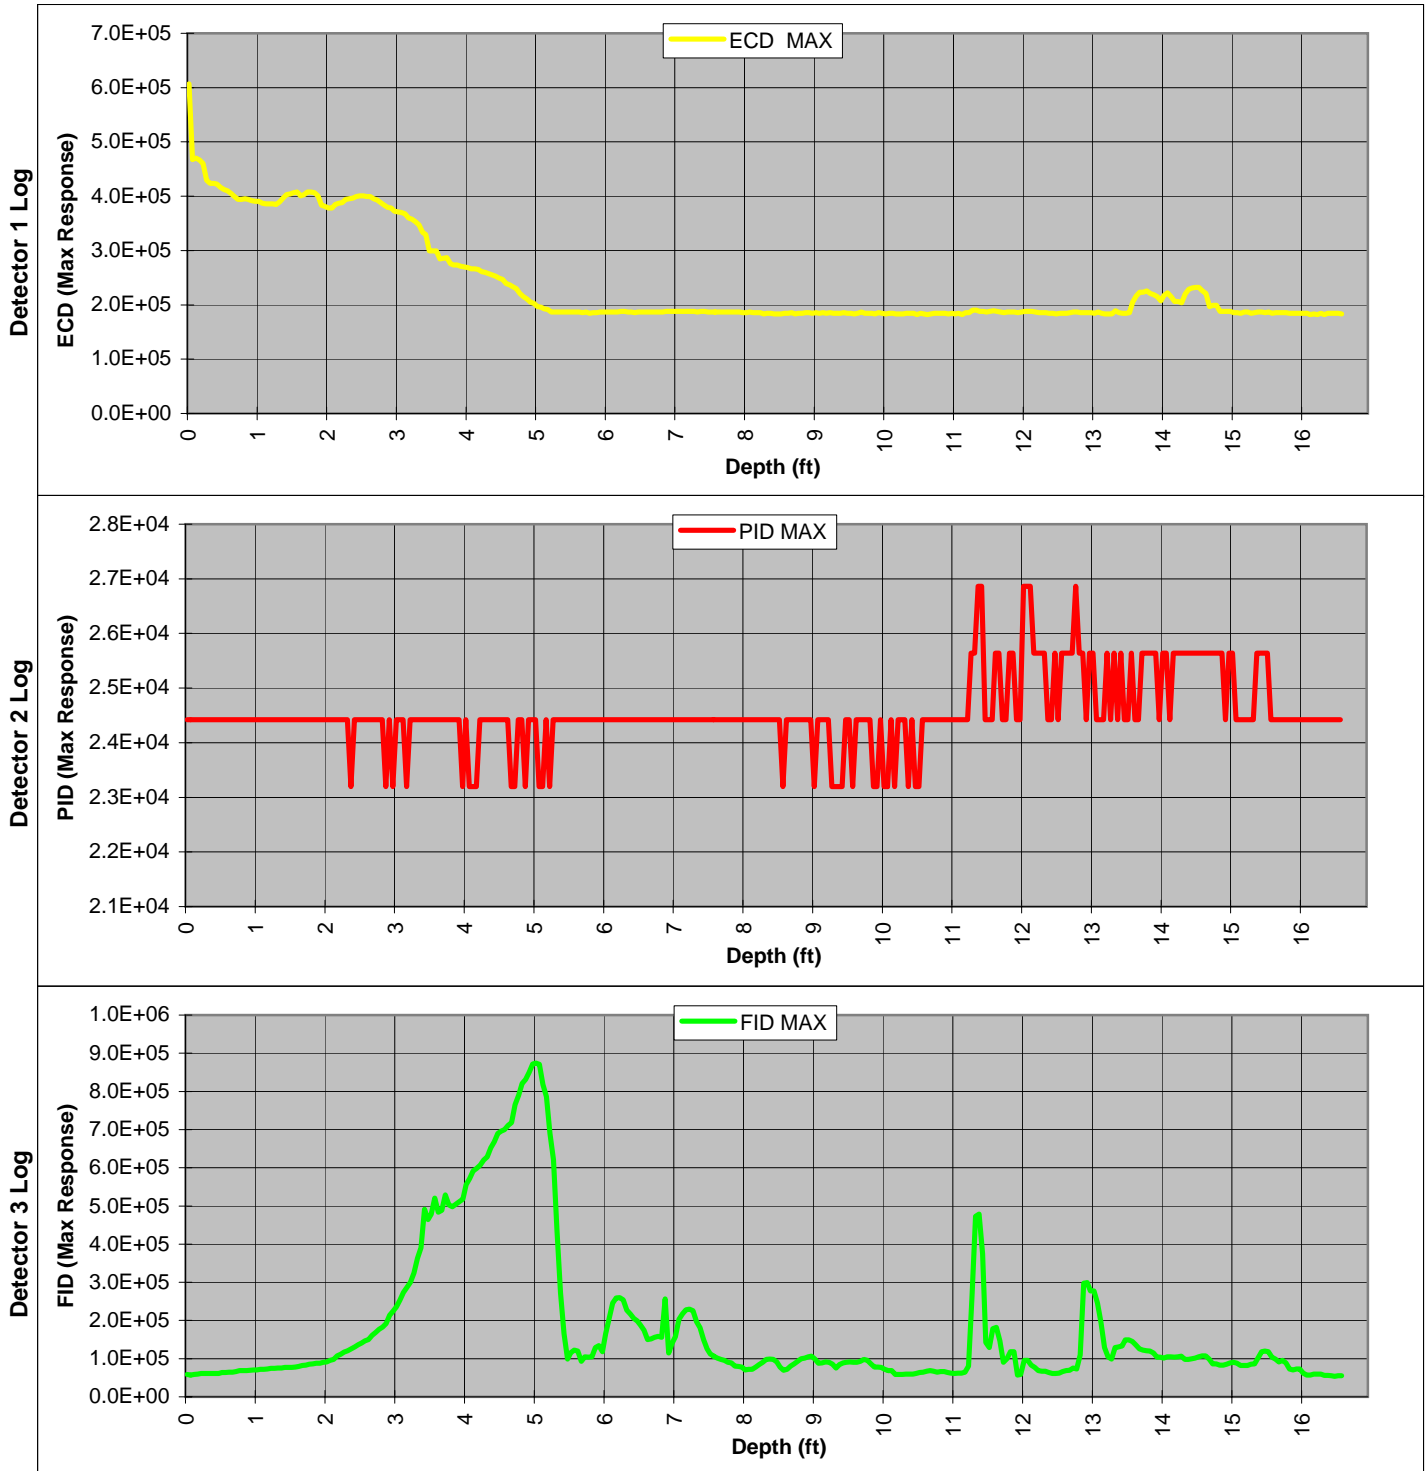 Detector 1 Log
ECD (Max Response)
ECD MAX
7.0E+05
6.0E+05
5.0E+05
4.0E+05
3.0E+05
2.0E+05
1.0E+05
0.0E+00
0 1 2 3 4 5 6 7 8 9 10 11 12 13 14 15 16
Depth (ft)
Detector 2 Log
PID (Max Response)
PID MAX
2.8E+04
2.7E+04
2.6E+04
2.5E+04
2.4E+04
2.3E+04
2.2E+04
2.1E+04
0 1 2 3 4 5 6 7 8 9 10 11 12 13 14 15 16
Depth (ft)
Detector 3 Log
FID (Max Response)
FID MAX
1.0E+06
9.0E+05
8.0E+05
7.0E+05
6.0E+05
5.0E+05
4.0E+05
3.0E+05
2.0E+05
1.0E+05
0.0E+00
0 1 2 3 4 5 6 7 8 9 10 11 12 13 14 15 16
Depth (ft)